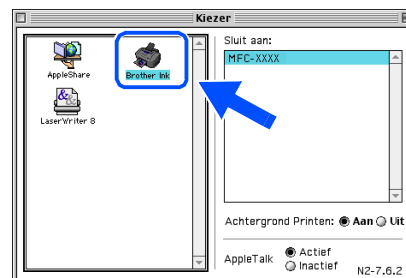 Kiezer
AppleShare
Brother Ink
LaserWriter 8
Sluit aan:
MFC-XXXX
Achtergrond Printen: Aan Uit
AppleTalk
Actief
Inactief
N2-7.6.2